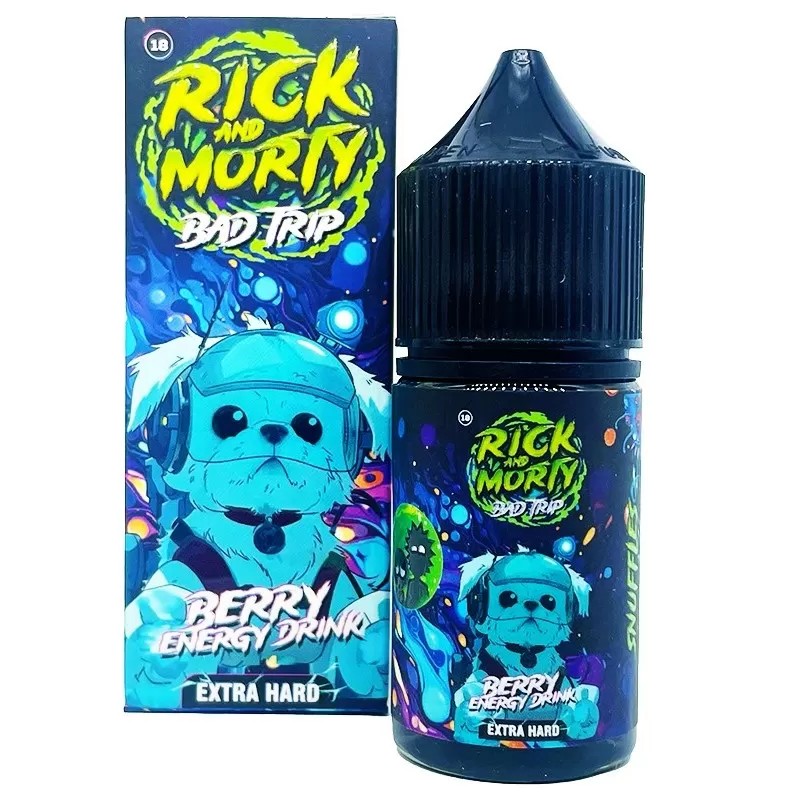 18
RICK
AND
MORTY
BAD TRIP
BERRY
ENERGY DRINK
EXTRA HARD
18
RICK
AND
MORTY
BAD TRIP
SNUFFLES
BERRY
ENERGY DRINK
EXTRA HARD